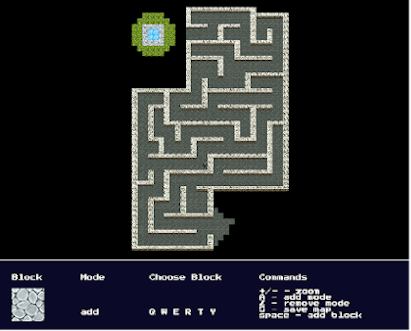 Block Mode Choose Block Commands
+/- - zoom
A - add mode
Z - remove mode
O - save map
space - add block
add Q W E R T Y